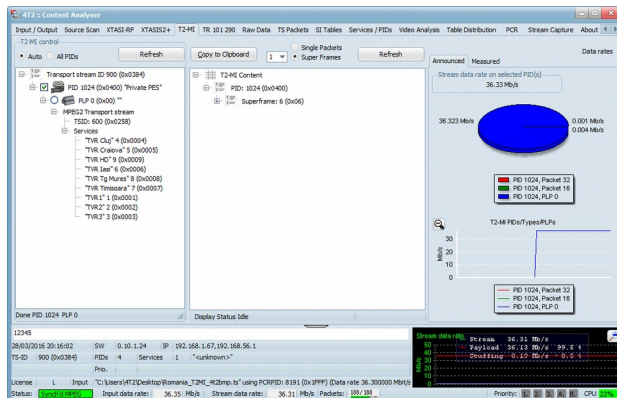 4T2 :: Content Analyser
Input / Output Source Scan XTASI-RF XTASIS2+ T2-MI TR 101 290 Raw Data TS Packets SI Tables Services / PIDs Video Analysis Table Distribution PCR Stream Capture About
T2-MI control
Auto All PIDs Refresh
Transport stream ID 900 (0x0384)
PID 1024 (0x0400) "Private PES"
PLP 0 (0x00) ""
MPEG2 Transport stream
TSID: 600 (0x0258)
Services
"TVR Cluj" 4 (0x0004)
"TVR Craiova" 5 (0x0005)
"TVR HD" 9 (0x0009)
"TVR Iasi" 6 (0x0006)
"TVR Tg Mures" 8 (0x0008)
"TVR Timisoara" 7 (0x0007)
"TVR1" 1 (0x0001)
"TVR2" 2 (0x0002)
"TVR3" 3 (0x0003)
Done PID 1024 PLP 0
Copy to Clipboard 1 Single Packets
Super Frames Refresh
T2-MI Content
PID: 1024 (0x0400)
Superframe: 6 (0x06)
Display Status Idle
Data rates
Announced Measured
Stream data rate on selected PID(s)
36.33 Mb/s
36.323 Mb/s
0.001 Mb/s
0.004 Mb/s
PID 1024, Packet 32
PID 1024, Packet 16
PID 1024, PLP 0
T2-MI PIDs/Types/PLPs
Mb/s
30
20
10
0
PID 1024, Packet 32
PID 1024, Packet 16
PID 1024, PLP 0
12345
28/03/2016 20:16:02 SW 0.10.1.24 IP 192.168.1.67,192.168.56.1
TS-ID 900 (0x0384) PIDs 4 Services 1 "<unknown>"
Prio.
License L Input "C:\Users\4T2\Desktop\Romania_T2MI_4t2bmp.ts" using PCRPID: 8191 (0x1FFF) (Data rate 36.300000 Mbit/s
Status: Synch'd MPEG Input data rate: 36.35 Mb/s Stream data rate: 36.31 Mb/s Packets: 188/188 Priority: 1. 2. 3. A. B. CPU 22%
Stream data rate
Stream 36.31 Mb/s
Payload 36.13 Mb/s 99.5 %
Stuffing 0.19 Mb/s 0.5 %
Mb/s
50
40
30
20
10
0